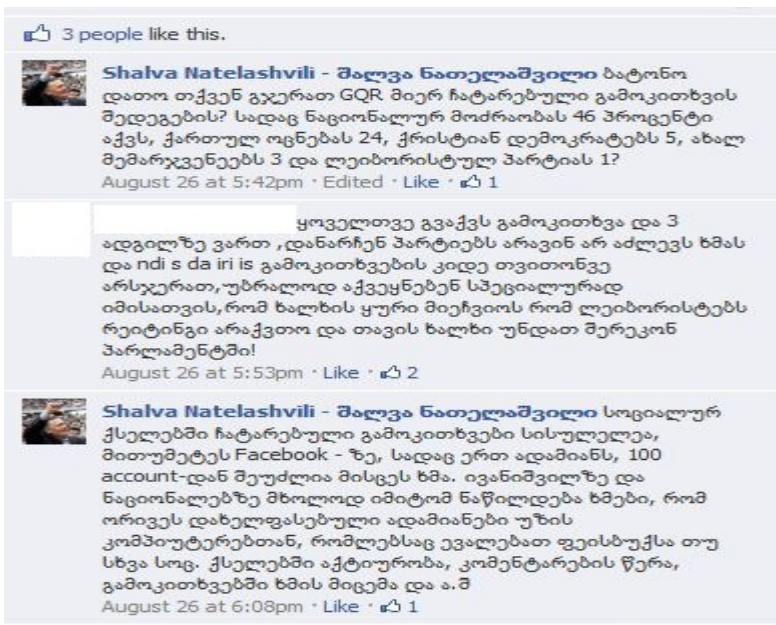 3 people like this.
Shalva Natelashvili - შალვა ნათელაშვილი ბატონო
დათო თქვენ გჯერათ GQR მიერ ჩატარებული გამოკითხვის
შედეგების? სადაც ნაციონალურ მოძრაობას 46 პროცენტი
აქვს, ქართულ ოცნებას 24, ქრისტიან დემოკრატებს 5, ახალ
მემარჯვენეებს 3 და ლეიბორისტულ პარტიას 1?
August 26 at 5:42pm · Edited · Like · 1
ყოველთვე გვაქვს გამოკითხვა და 3
ადგილზე ვართ ,დანარჩენ პარტიებს არავინ არ აძლევს ხმას
და ndi s da iri is გამოკითხვების კიდე თვითონვე
არსჯერათ,უბრალოდ აქვეყნებენ სპეციალურად
იმისათვის,რომ ხალხის ყური მიეჩვიოს რომ ლეიბორისტებს
რეიტინგი არაქვთო და თავის ხალხი უნდათ შერეკონ
პარლამენტში!
August 26 at 5:53pm · Like · 2
Shalva Natelashvili - შალვა ნათელაშვილი სოციალურ
ქსელებში ჩატარებული გამოკითხვები სისულელეა,
მითუმეტეს Facebook - ზე, სადაც ერთ ადამიანს, 100
account-დან შეუძლია მისცეს ხმა. ივანიშვილზე და
ნაციონალებზე მხოლოდ იმიტომ ნაწილდება ხმები, რომ
ორივეს დახელფასებული ადამიანები უზის
კომპიუტერებთან, რომლებსაც ევალებათ ფეისბუქსა თუ
სხვა სოც. ქსელებში აქტიურობა, კომენტარების წერა,
გამოკითხვებში ხმის მიცემა და ა.შ
August 26 at 6:08pm · Like · 1